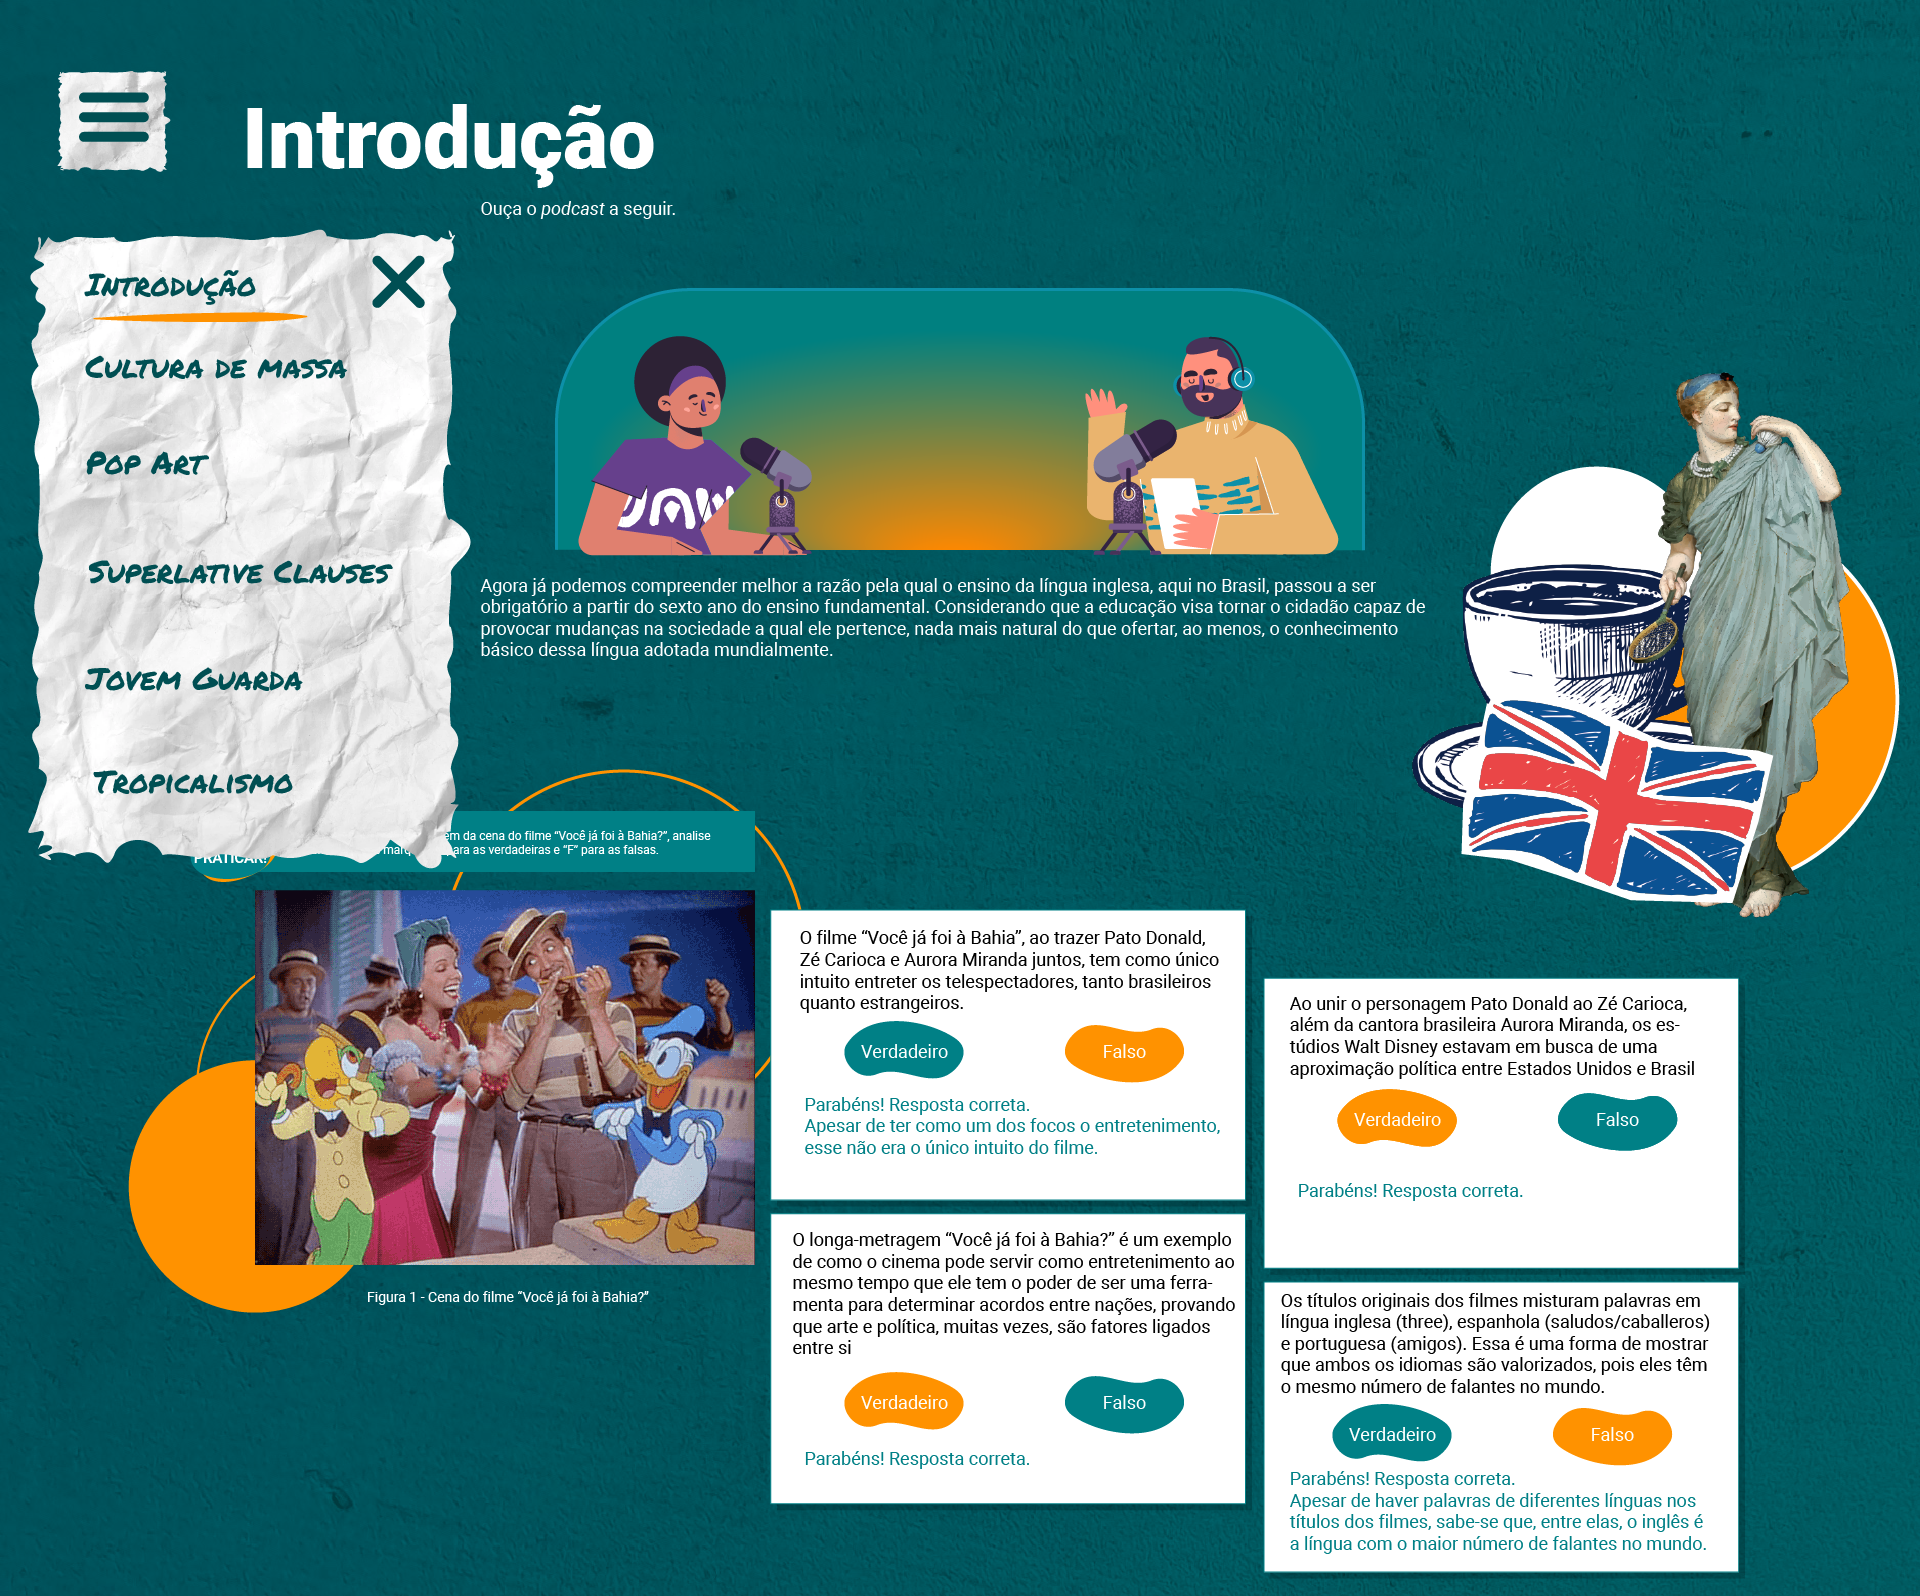 Introdução
Ouça o podcast a seguir.
Introdução
Cultura de massa
Pop Art
Superlative Clauses
Jovem Guarda
Tropicalismo
Agora já podemos compreender melhor a razão pela qual o ensino da língua inglesa, aqui no Brasil, passou a ser
obrigatório a partir do sexto ano do ensino fundamental. Considerando que a educação visa tornar o cidadão capaz de
provocar mudanças na sociedade a qual ele pertence, nada mais natural do que ofertar, ao menos, o conhecimento
básico dessa língua adotada mundialmente.
da cena do filme “Você já foi à Bahia?”, analise
para as verdadeiras e “F” para as falsas.
PRATICAR!
Figura 1 - Cena do filme “Você já foi à Bahia?”
O filme “Você já foi à Bahia”, ao trazer Pato Donald,
Zé Carioca e Aurora Miranda juntos, tem como único
intuito entreter os telespectadores, tanto brasileiros
quanto estrangeiros.
Verdadeiro
Falso
Parabéns! Resposta correta.
Apesar de ter como um dos focos o entretenimento,
esse não era o único intuito do filme.
Ao unir o personagem Pato Donald ao Zé Carioca,
além da cantora brasileira Aurora Miranda, os es-
túdios Walt Disney estavam em busca de uma
aproximação política entre Estados Unidos e Brasil
Verdadeiro
Falso
Parabéns! Resposta correta.
O longa-metragem “Você já foi à Bahia?” é um exemplo
de como o cinema pode servir como entretenimento ao
mesmo tempo que ele tem o poder de ser uma ferra-
menta para determinar acordos entre nações, provando
que arte e política, muitas vezes, são fatores ligados
entre si
Verdadeiro
Falso
Parabéns! Resposta correta.
Os títulos originais dos filmes misturam palavras em
língua inglesa (three), espanhola (saludos/caballeros)
e portuguesa (amigos). Essa é uma forma de mostrar
que ambos os idiomas são valorizados, pois eles têm
o mesmo número de falantes no mundo.
Verdadeiro
Falso
Parabéns! Resposta correta.
Apesar de haver palavras de diferentes línguas nos
títulos dos filmes, sabe-se que, entre elas, o inglês é
a língua com o maior número de falantes no mundo.